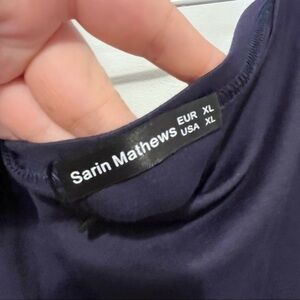 Sarin Mathews
EUR XL
USA XL